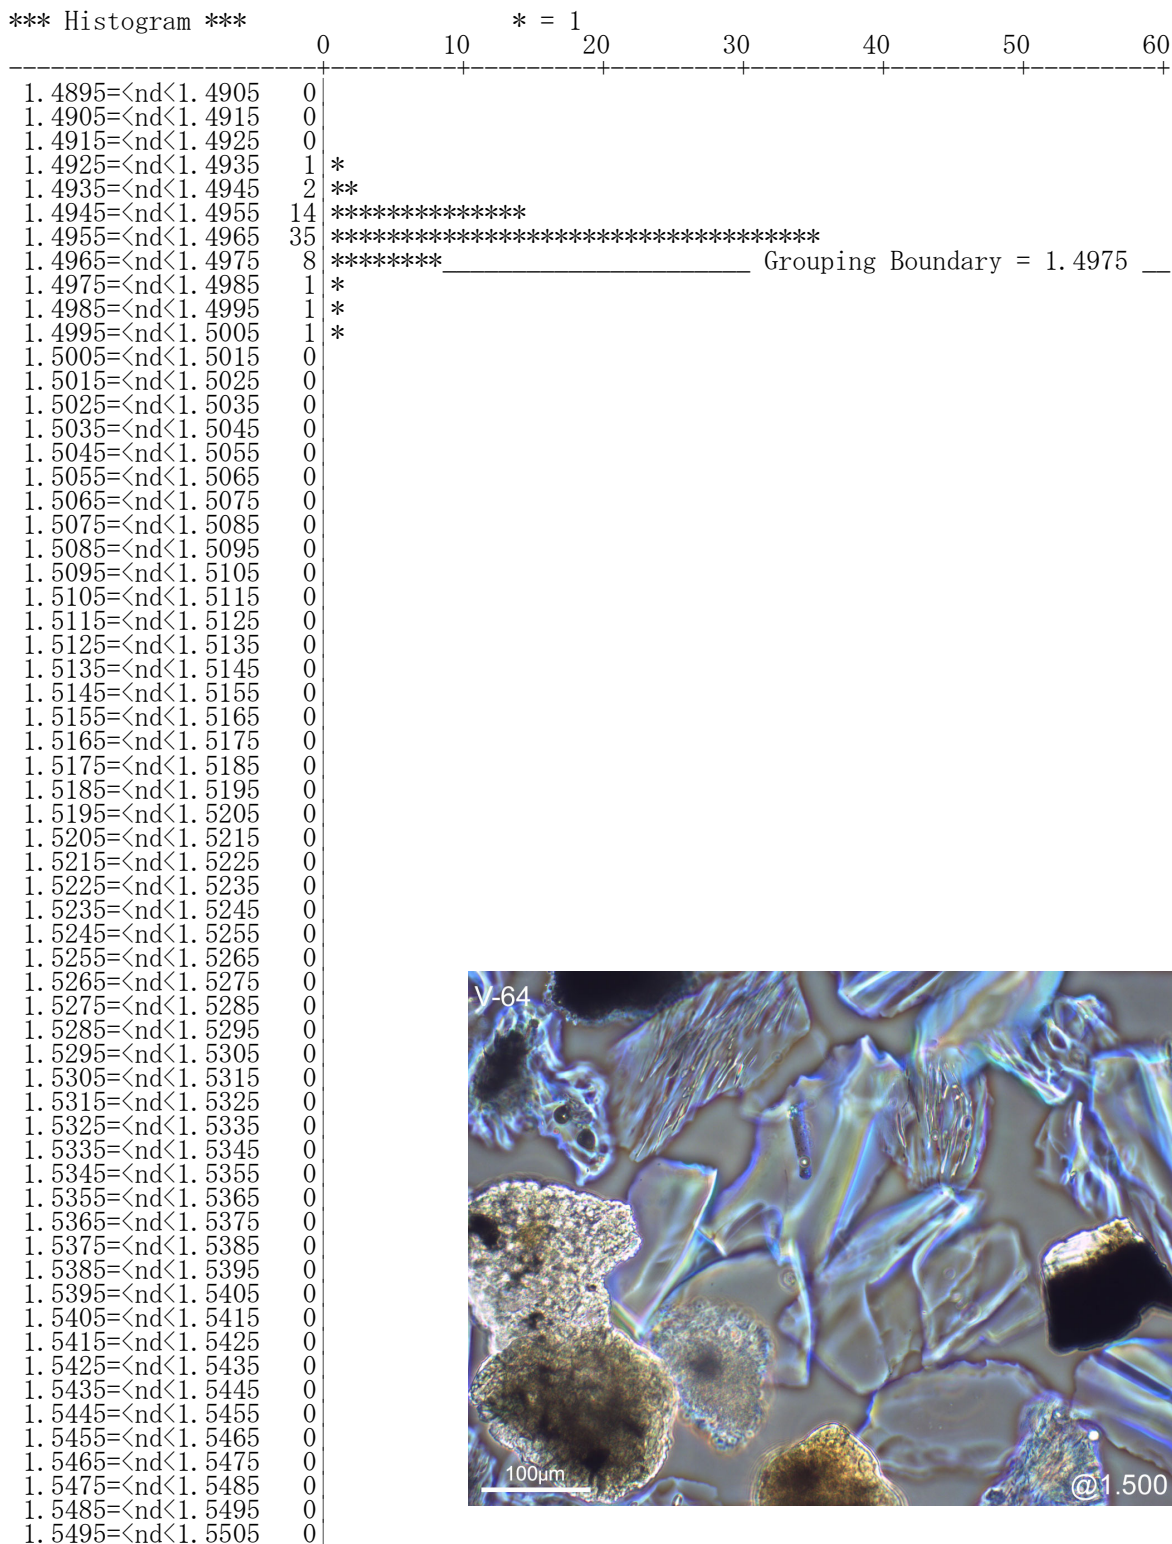 *** Histogram *** * = 1
0 10 20 30 40 50 60
1.4895=<nd<1.4905 0
1.4905=<nd<1.4915 0
1.4915=<nd<1.4925 0
1.4925=<nd<1.4935 1 *
1.4935=<nd<1.4945 2 **
1.4945=<nd<1.4955 14 **************
1.4955=<nd<1.4965 35 ***********************************
1.4965=<nd<1.4975 8 ********______________________ Grouping Boundary = 1.4975 __
1.4975=<nd<1.4985 1 *
1.4985=<nd<1.4995 1 *
1.4995=<nd<1.5005 1 *
1.5005=<nd<1.5015 0
1.5015=<nd<1.5025 0
1.5025=<nd<1.5035 0
1.5035=<nd<1.5045 0
1.5045=<nd<1.5055 0
1.5055=<nd<1.5065 0
1.5065=<nd<1.5075 0
1.5075=<nd<1.5085 0
1.5085=<nd<1.5095 0
1.5095=<nd<1.5105 0
1.5105=<nd<1.5115 0
1.5115=<nd<1.5125 0
1.5125=<nd<1.5135 0
1.5135=<nd<1.5145 0
1.5145=<nd<1.5155 0
1.5155=<nd<1.5165 0
1.5165=<nd<1.5175 0
1.5175=<nd<1.5185 0
1.5185=<nd<1.5195 0
1.5195=<nd<1.5205 0
1.5205=<nd<1.5215 0
1.5215=<nd<1.5225 0
1.5225=<nd<1.5235 0
1.5235=<nd<1.5245 0
1.5245=<nd<1.5255 0
1.5255=<nd<1.5265 0
1.5265=<nd<1.5275 0
1.5275=<nd<1.5285 0
1.5285=<nd<1.5295 0
1.5295=<nd<1.5305 0
1.5305=<nd<1.5315 0
1.5315=<nd<1.5325 0
1.5325=<nd<1.5335 0
1.5335=<nd<1.5345 0
1.5345=<nd<1.5355 0
1.5355=<nd<1.5365 0
1.5365=<nd<1.5375 0
1.5375=<nd<1.5385 0
1.5385=<nd<1.5395 0
1.5395=<nd<1.5405 0
1.5405=<nd<1.5415 0
1.5415=<nd<1.5425 0
1.5425=<nd<1.5435 0
1.5435=<nd<1.5445 0
1.5445=<nd<1.5455 0
1.5455=<nd<1.5465 0
1.5465=<nd<1.5475 0
1.5475=<nd<1.5485 0
1.5485=<nd<1.5495 0
1.5495=<nd<1.5505 0
V-64
100μm
@1.500